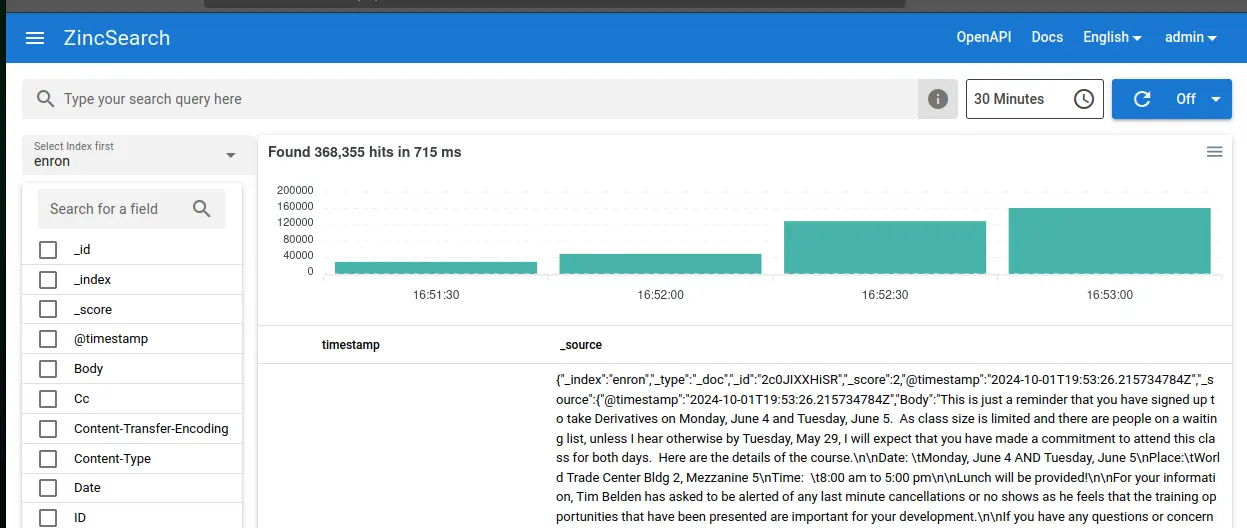 ZincSearch
OpenAPI Docs English admin
Type your search query here
30 Minutes
Off
Select Index first
enron
Found 368,355 hits in 715 ms
Search for a field
_id
_index
_score
@timestamp
Body
Cc
Content-Transfer-Encoding
Content-Type
Date
ID
200000
160000
120000
80000
40000
0
16:51:30 16:52:00 16:52:30 16:53:00
timestamp _source
{"_index":"enron","_type":"_doc","_id":"2c0JIXXHiSR","_score":2,"@timestamp":"2024-10-01T19:53:26.215734784Z","_s
ource":{"@timestamp":"2024-10-01T19:53:26.215734784Z","Body":"This is just a reminder that you have signed up t
o take Derivatives on Monday, June 4 and Tuesday, June 5.  As class size is limited and there are people on a waitin
g list, unless I hear otherwise by Tuesday, May 29, I will expect that you have made a commitment to attend this cla
ss for both days.  Here are the details of the course.\n\nDate: \tMonday, June 4 AND Tuesday, June 5\nPlace:\tWorl
d Trade Center Bldg 2, Mezzanine 5\nTime:  \t8:00 am to 5:00 pm\n\nLunch will be provided!\n\nFor your informati
on, Tim Belden has asked to be alerted of any last minute cancellations or no shows as he feels that the training op
portunities that have been presented are important for your development.\n\nIf you have any questions or concern